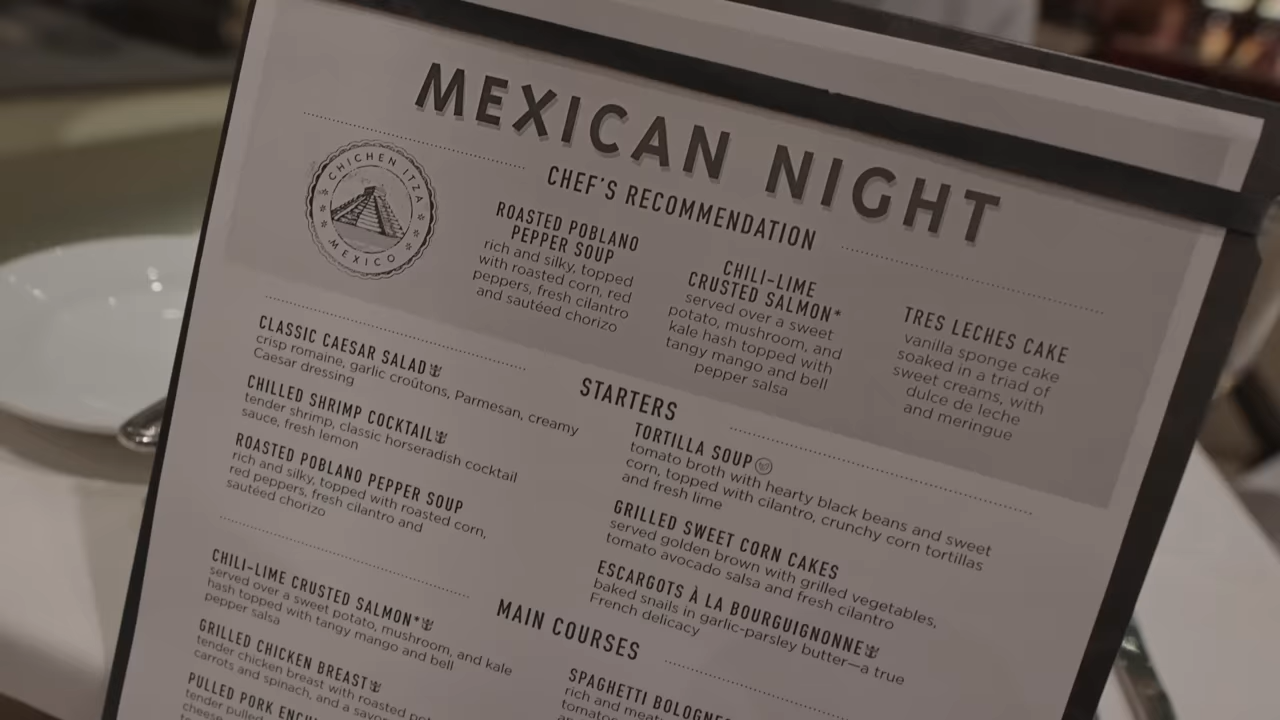 MEXICAN NIGHT
CHEF'S RECOMMENDATION
CHICHEN ITZA
MEXICO
ROASTED POBLANO
PEPPER SOUP
rich and silky, topped
with roasted corn, red
peppers, fresh cilantro
and sautéed chorizo
CHILI-LIME
CRUSTED SALMON*
served over a sweet
potato, mushroom, and
kale hash topped with
tangy mango and bell
pepper salsa
TRES LECHES CAKE
vanilla sponge cake
soaked in a triad of
sweet creams, with
dulce de leche
and meringue
STARTERS
CLASSIC CAESAR SALAD
crisp romaine, garlic croûtons, Parmesan, creamy
Caesar dressing
CHILLED SHRIMP COCKTAIL
tender shrimp, classic horseradish cocktail
sauce, fresh lemon
ROASTED POBLANO PEPPER SOUP
rich and silky, topped with roasted corn,
red peppers, fresh cilantro and
sautéed chorizo
TORTILLA SOUP
tomato broth with hearty black beans and sweet
corn, topped with cilantro, crunchy corn tortillas
and fresh lime
GRILLED SWEET CORN CAKES
served golden brown with grilled vegetables,
tomato avocado salsa and fresh cilantro
ESCARGOTS À LA BOURGUIGNONNE
baked snails in garlic-parsley butter—a true
French delicacy
MAIN COURSES
CHILI-LIME CRUSTED SALMON*
served over a sweet potato, mushroom, and kale
hash topped with tangy mango and bell
pepper salsa
GRILLED CHICKEN BREAST
tender chicken breast with roasted
carrots and spinach, and a
PULLED PORK
tender pulled
cheese
SPAGHETTI
rich and